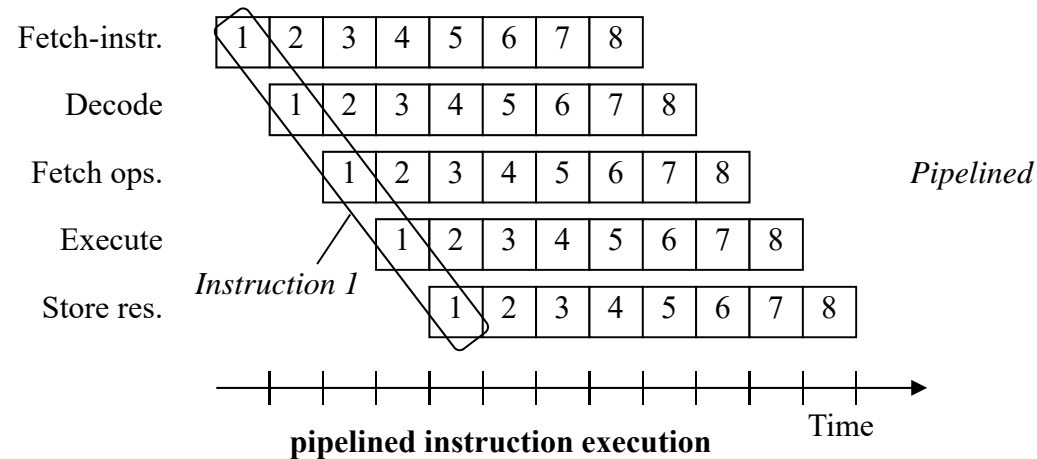 Fetch-instr. 1 2 3 4 5 6 7 8
Decode 1 2 3 4 5 6 7 8
Fetch ops. 1 2 3 4 5 6 7 8 Pipelined
Execute 1 2 3 4 5 6 7 8
Instruction 1
Store res. 1 2 3 4 5 6 7 8
Time
pipelined instruction execution